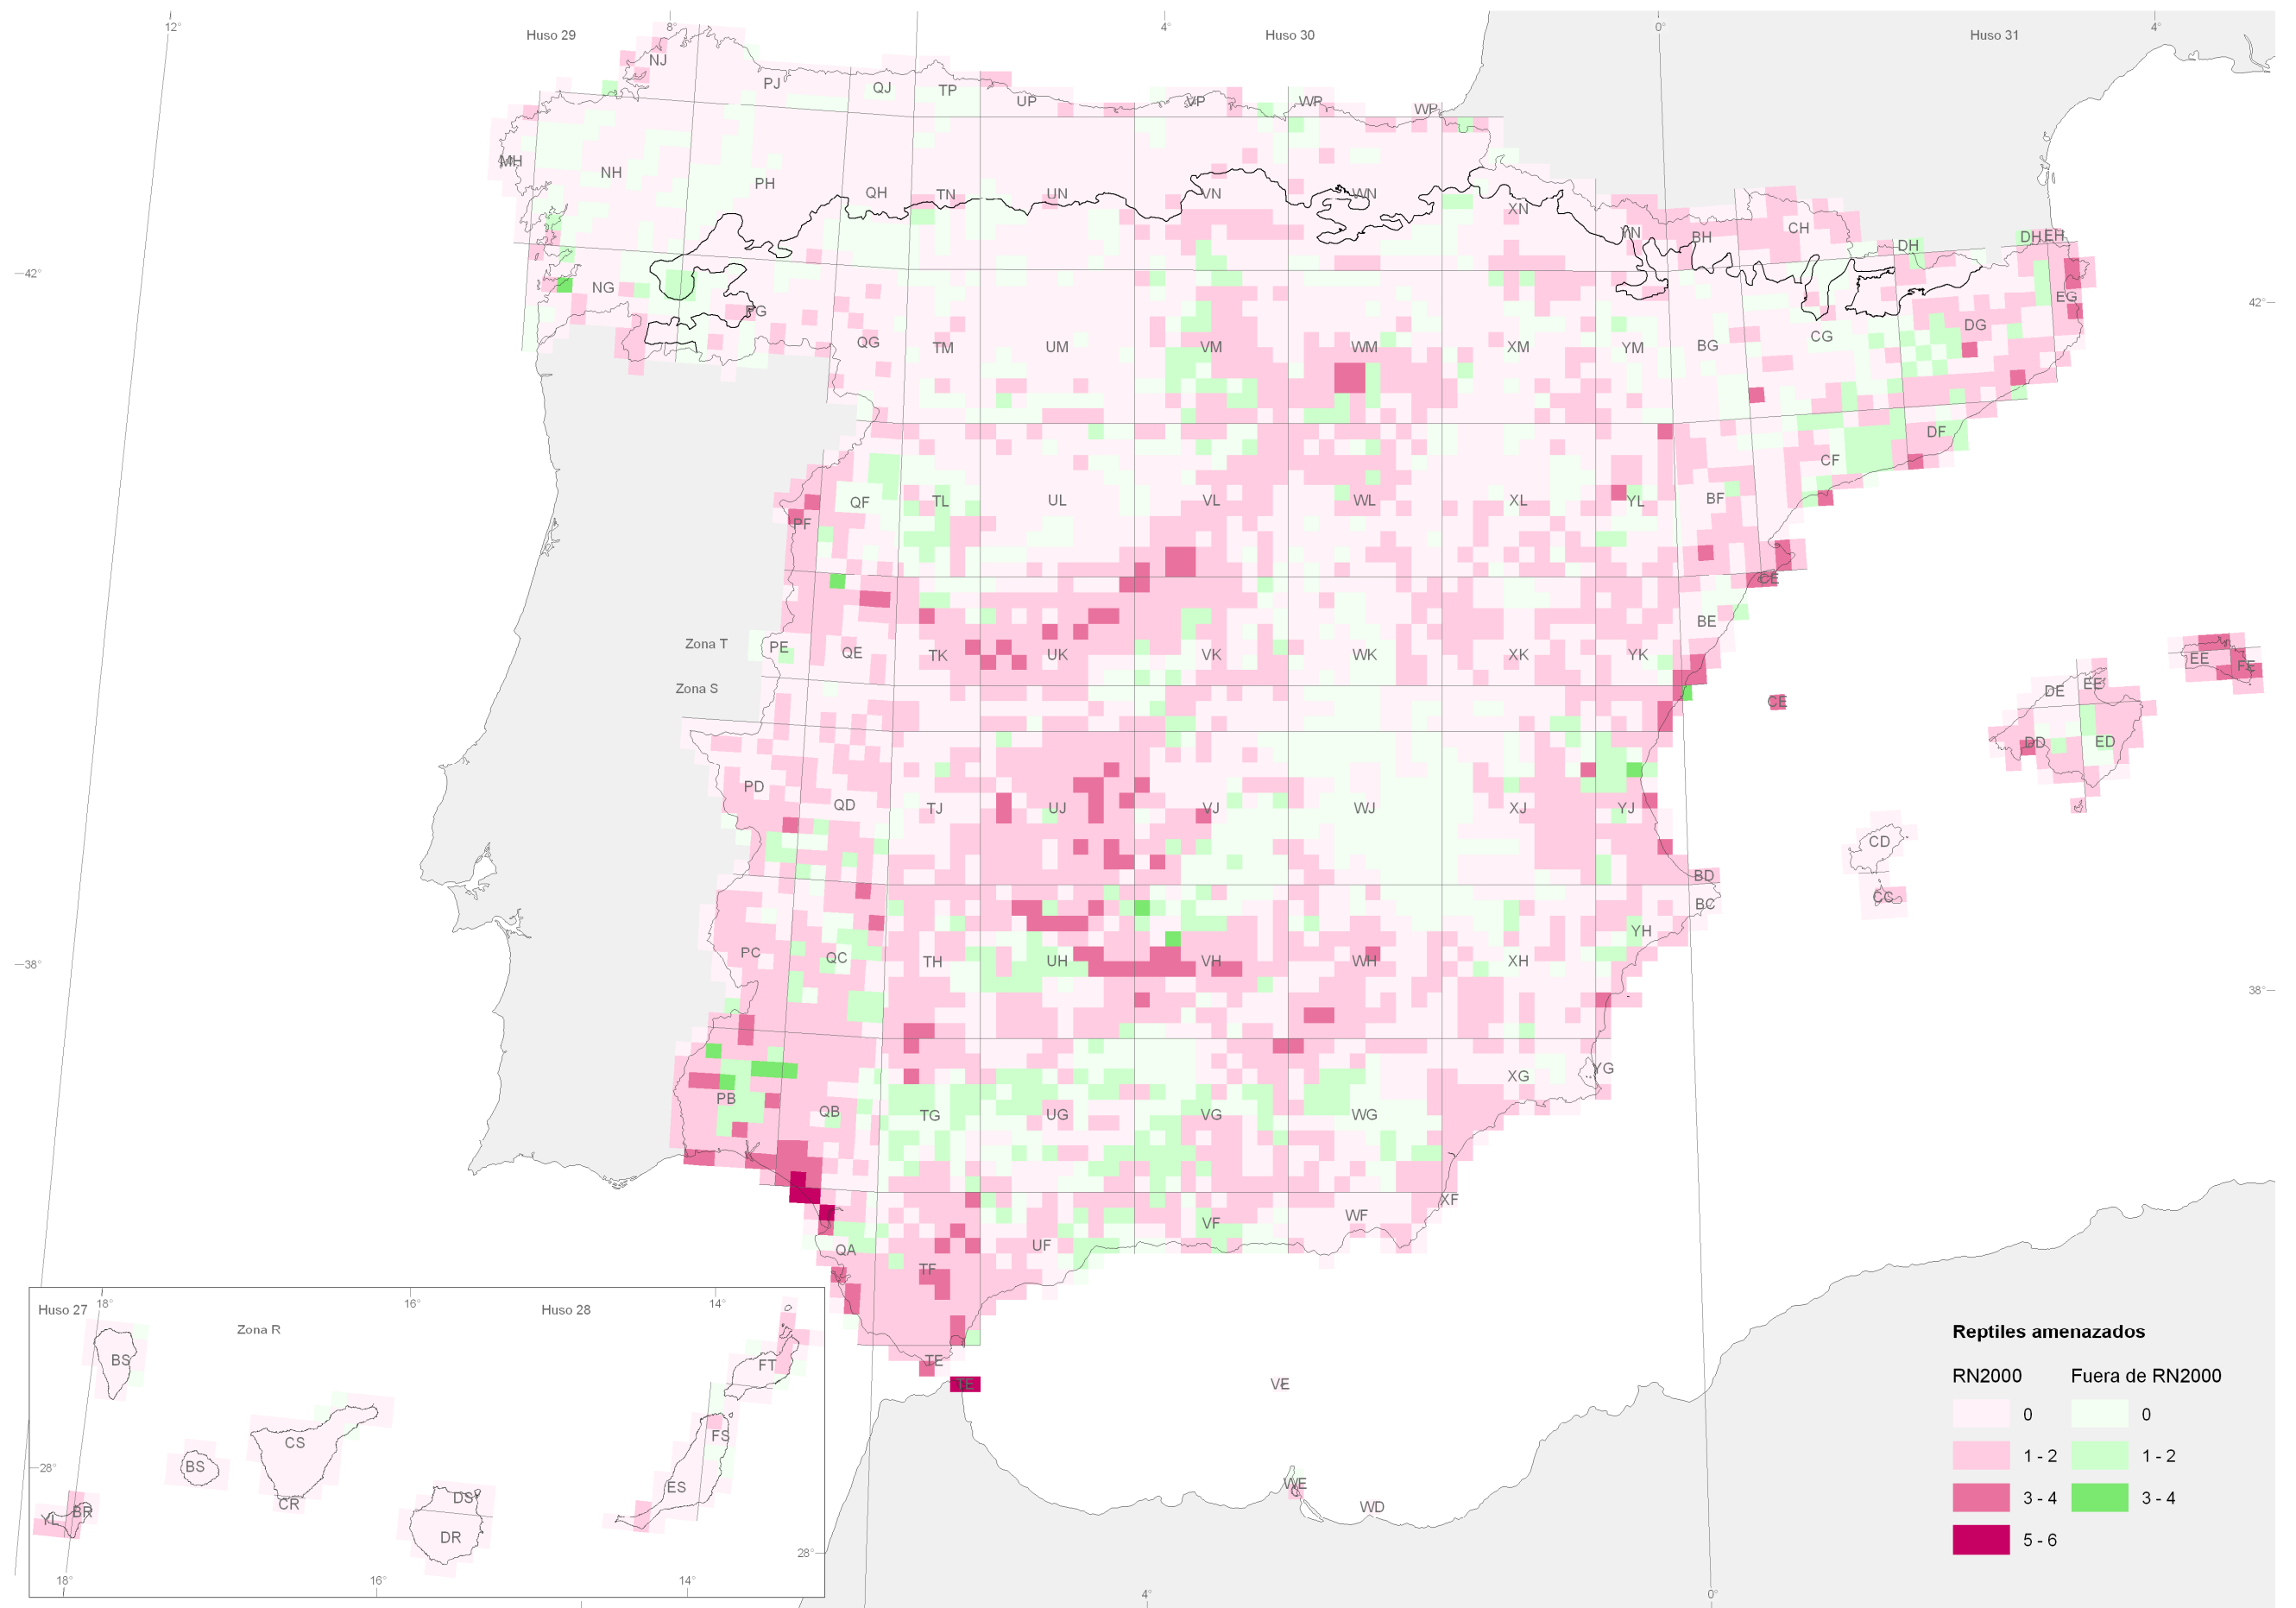 12° 8° 4° 0° 4°
Huso 29 Huso 30 Huso 31
NJ PJ QJ TP UP VP WP WP
MH NH PH QH TN UN VN WN XN YN BH CH DH DH EH
42° 42°
NG PG QG TM UM VM WM XM YM BG CG DG EG
PF QF TL UL VL WL XL YL BF CF DF
Zona T
PE QE TK UK VK WK XK YK BE CE
Zona S
CE DE EE EE FE
PD QD TJ UJ VJ WJ XJ YJ BD CD DD ED
PC QC TH UH VH WH XH YH BC CC
38° 38°
PB QB TG UG VG WG XG YG
QA TF UF VF WF XF
TE
TE VE
WE WD
18° 16° 14°
Huso 27 Huso 28
Zona R
BS FT
CS BS FS
28° 28°
YL BR CR DS ES
DR
18° 16° 14°
4° 0°
Reptiles amenazados
RN2000 Fuera de RN2000
0 0
1 - 2 1 - 2
3 - 4 3 - 4
5 - 6